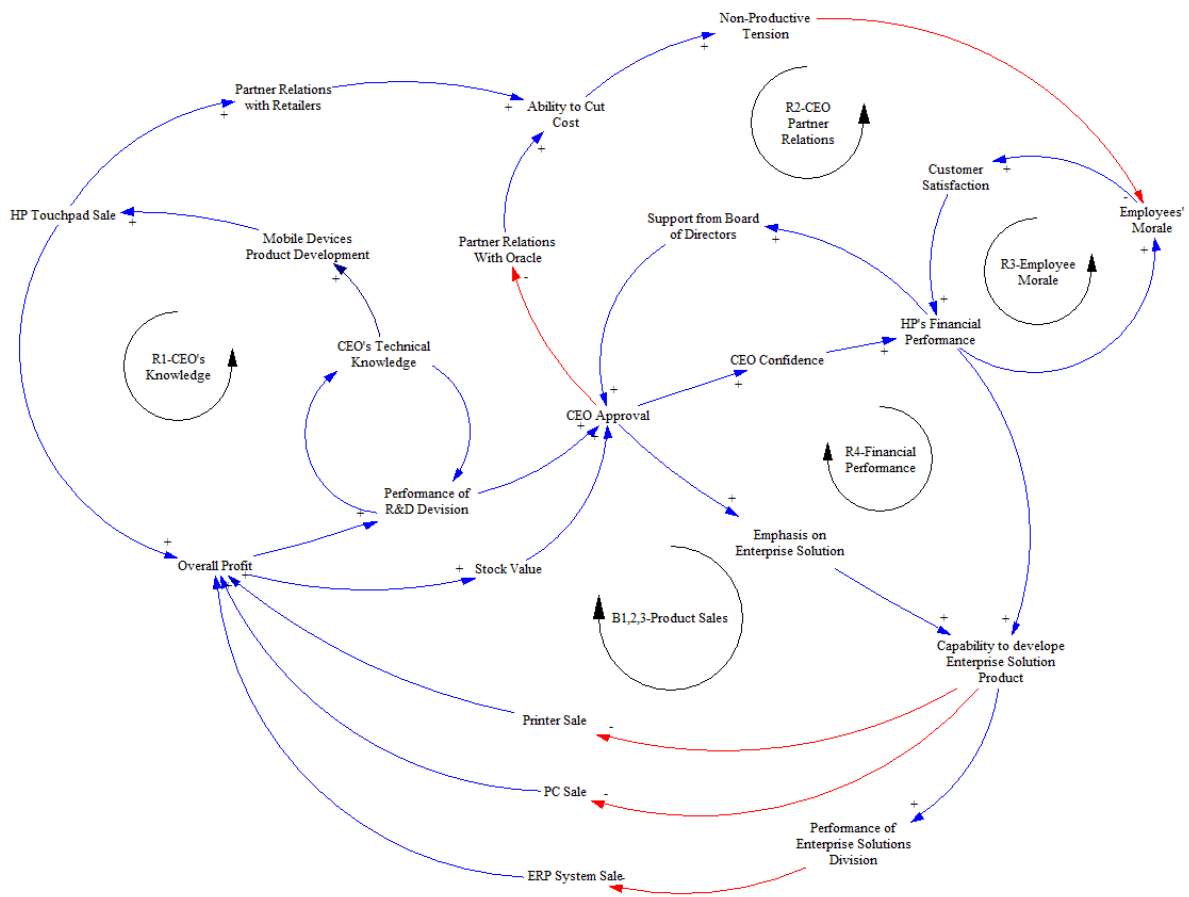 Non-Productive
Tension
Partner Relations
with Retailers
Ability to Cut
Cost
R2-CEO
Partner
Relations
Customer
Satisfaction
HP Touchpad Sale
Mobile Devices
Product Development
Partner Relations
With Oracle
Support from Board
of Directors
Employees'
Morale
R3-Employee
Morale
R1-CEO's
Knowledge
CEO's Technical
Knowledge
CEO Confidence
HP's Financial
Performance
CEO Approval
R4-Financial
Performance
Performance of
R&D Devision
Emphasis on
Enterprise Solution
Overall Profit
Stock Value
B1,2,3-Product Sales
Capability to develope
Enterprise Solution
Product
Printer Sale
PC Sale
Performance of
Enterprise Solutions
Division
ERP System Sale